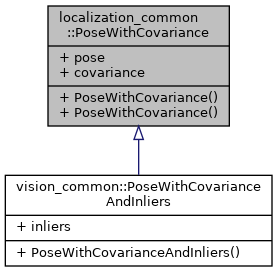 localization_common
::PoseWithCovariance
+ pose
+ covariance
+ PoseWithCovariance()
+ PoseWithCovariance()
vision_common::PoseWithCovariance
AndInliers
+ inliers
+ PoseWithCovarianceAndInliers()